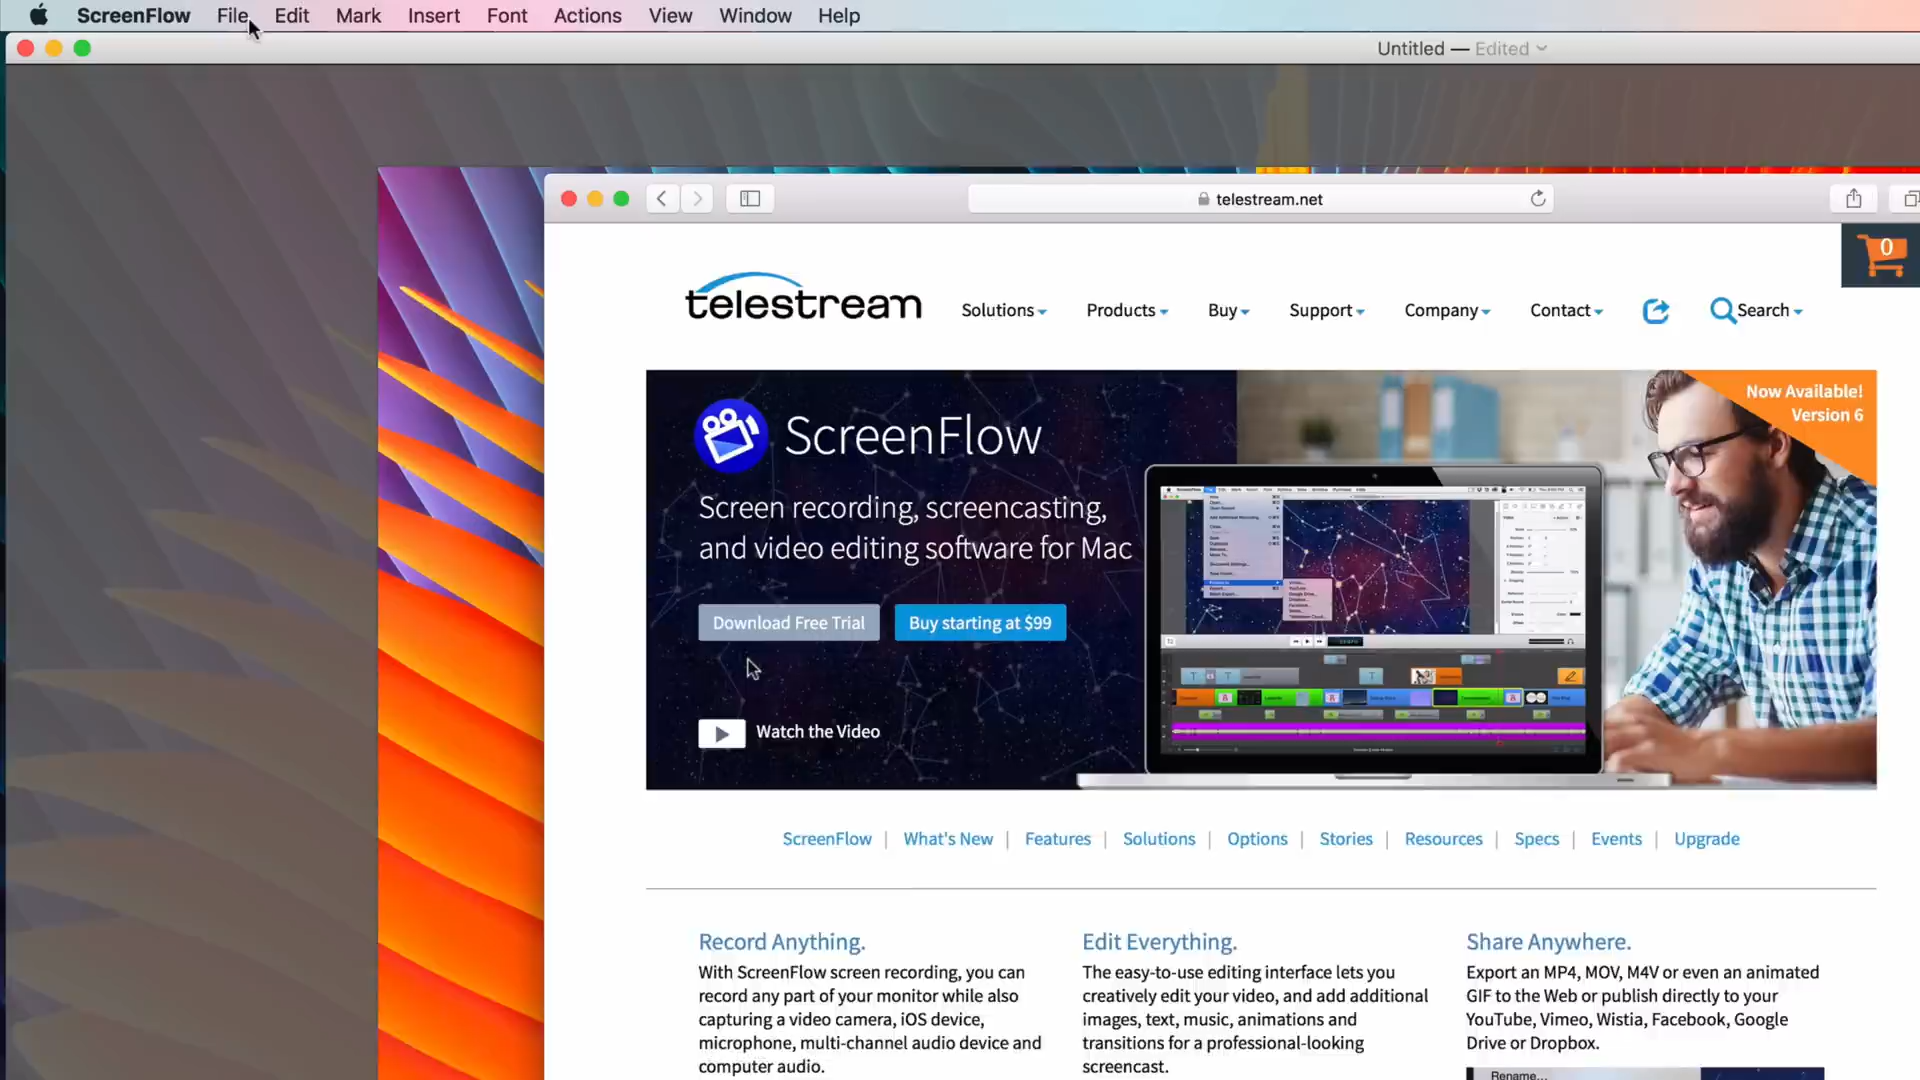 ScreenFlow File Edit Mark Insert Font Actions View Window Help
Untitled — Edited
telestream.net
0
telestream Solutions Products Buy Support Company Contact Search
Now Available!
Version 6
ScreenFlow
Screen recording, screencasting,
and video editing software for Mac
Download Free Trial Buy starting at $99
Watch the Video
ScreenFlow | What's New | Features | Solutions | Options | Stories | Resources | Specs | Events | Upgrade
Record Anything.
With ScreenFlow screen recording, you can
record any part of your monitor while also
capturing a video camera, iOS device,
microphone, multi-channel audio device and
computer audio.
Edit Everything.
The easy-to-use editing interface lets you
creatively edit your video, and add additional
images, text, music, animations and
transitions for a professional-looking
screencast.
Share Anywhere.
Export an MP4, MOV, M4V or even an animated
GIF to the Web or publish directly to your
YouTube, Vimeo, Wistia, Facebook, Google
Drive or Dropbox.
Rename...